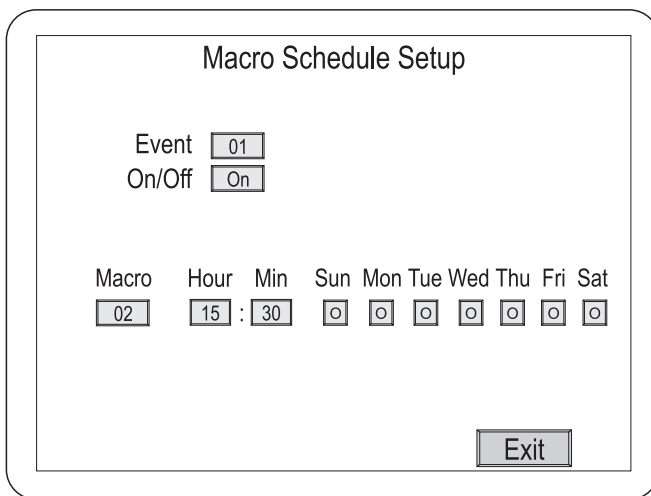 Macro Schedule Setup
Event 01
On/Off On
Macro Hour Min Sun Mon Tue Wed Thu Fri Sat
02 15 : 30 O O O O O O O
Exit